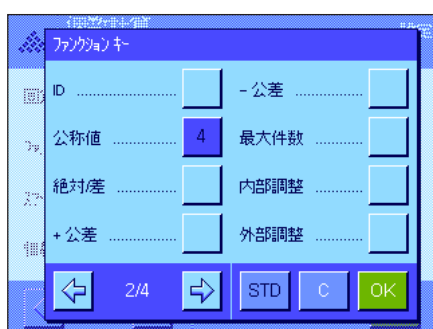 ファンクション キー
ID .............. - 公差 ..............
公称値 .............. 4 最大件数 ..............
絶対/差 .............. 内部調整 ..............
+ 公差 .............. 外部調整 ..............
2/4 STD C OK